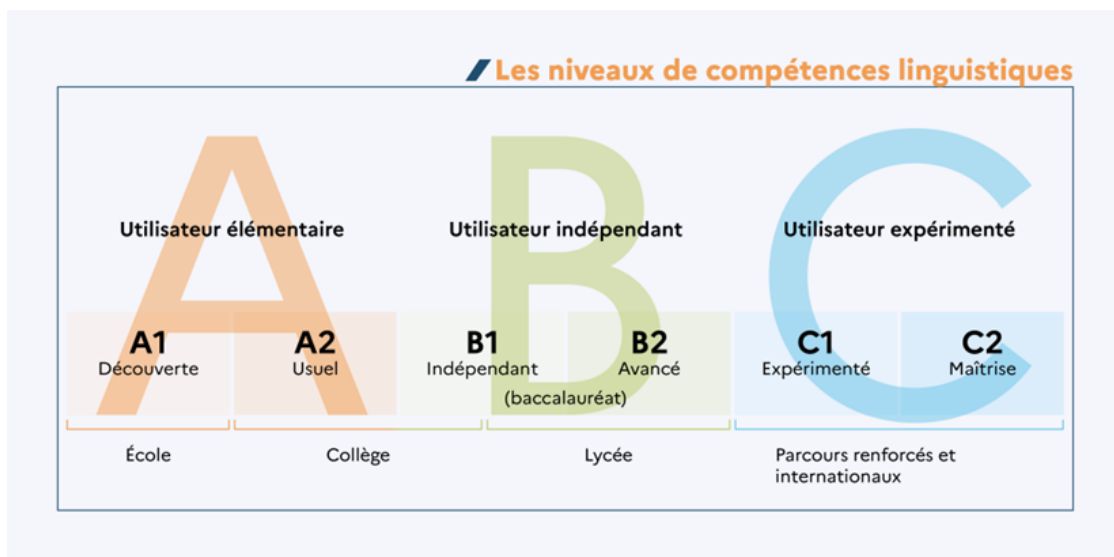 Les niveaux de compétences linguistiques
Utilisateur élémentaire
Utilisateur indépendant
Utilisateur expérimenté
A
B
C
A1
Découverte
A2
Usuel
B1
Indépendant
B2
Avancé
(baccalauréat)
C1
Expérimenté
C2
Maîtrise
École
Collège
Lycée
Parcours renforcés et
internationaux